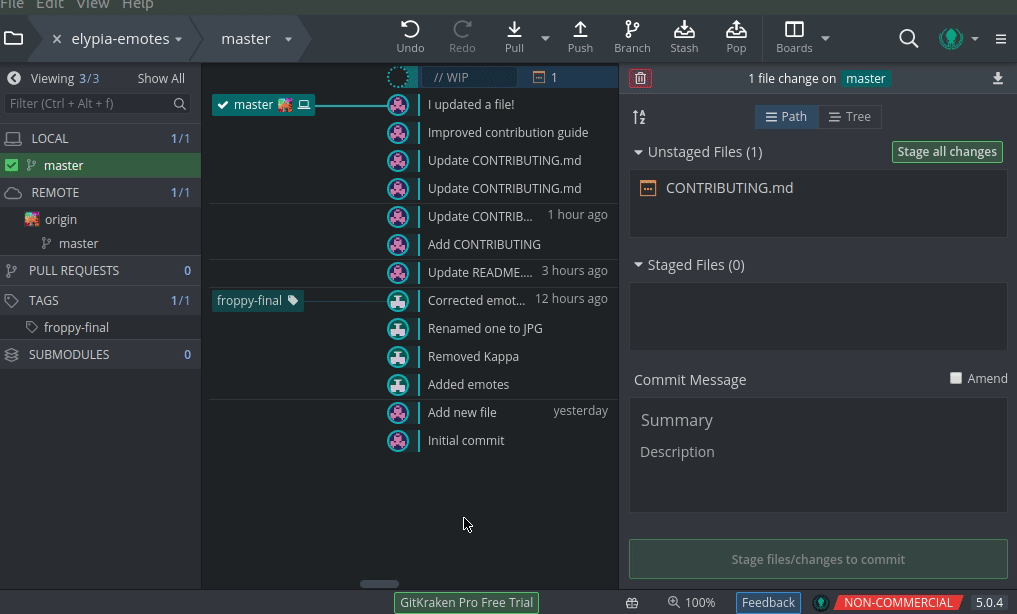 File Edit View Help
elypia-emotes
master
Undo
Redo
Pull
Push
Branch
Stash
Pop
Boards
Viewing 3/3 Show All
Filter (Ctrl + Alt + f)
LOCAL 1/1
master
REMOTE 1/1
origin
master
PULL REQUESTS 0
TAGS 1/1
froppy-final
SUBMODULES 0
// WIP 1
master I updated a file!
Improved contribution guide
Update CONTRIBUTING.md
Update CONTRIBUTING.md
Update CONTRIB... 1 hour ago
Add CONTRIBUTING
Update README.... 3 hours ago
froppy-final Corrected emot... 12 hours ago
Renamed one to JPG
Removed Kappa
Added emotes
Add new file yesterday
Initial commit
1 file change on master
A
Z
Path Tree
Unstaged Files (1) Stage all changes
CONTRIBUTING.md
Staged Files (0)
Commit Message Amend
Summary
Description
Stage files/changes to commit
GitKraken Pro Free Trial 100% Feedback NON-COMMERCIAL 5.0.4